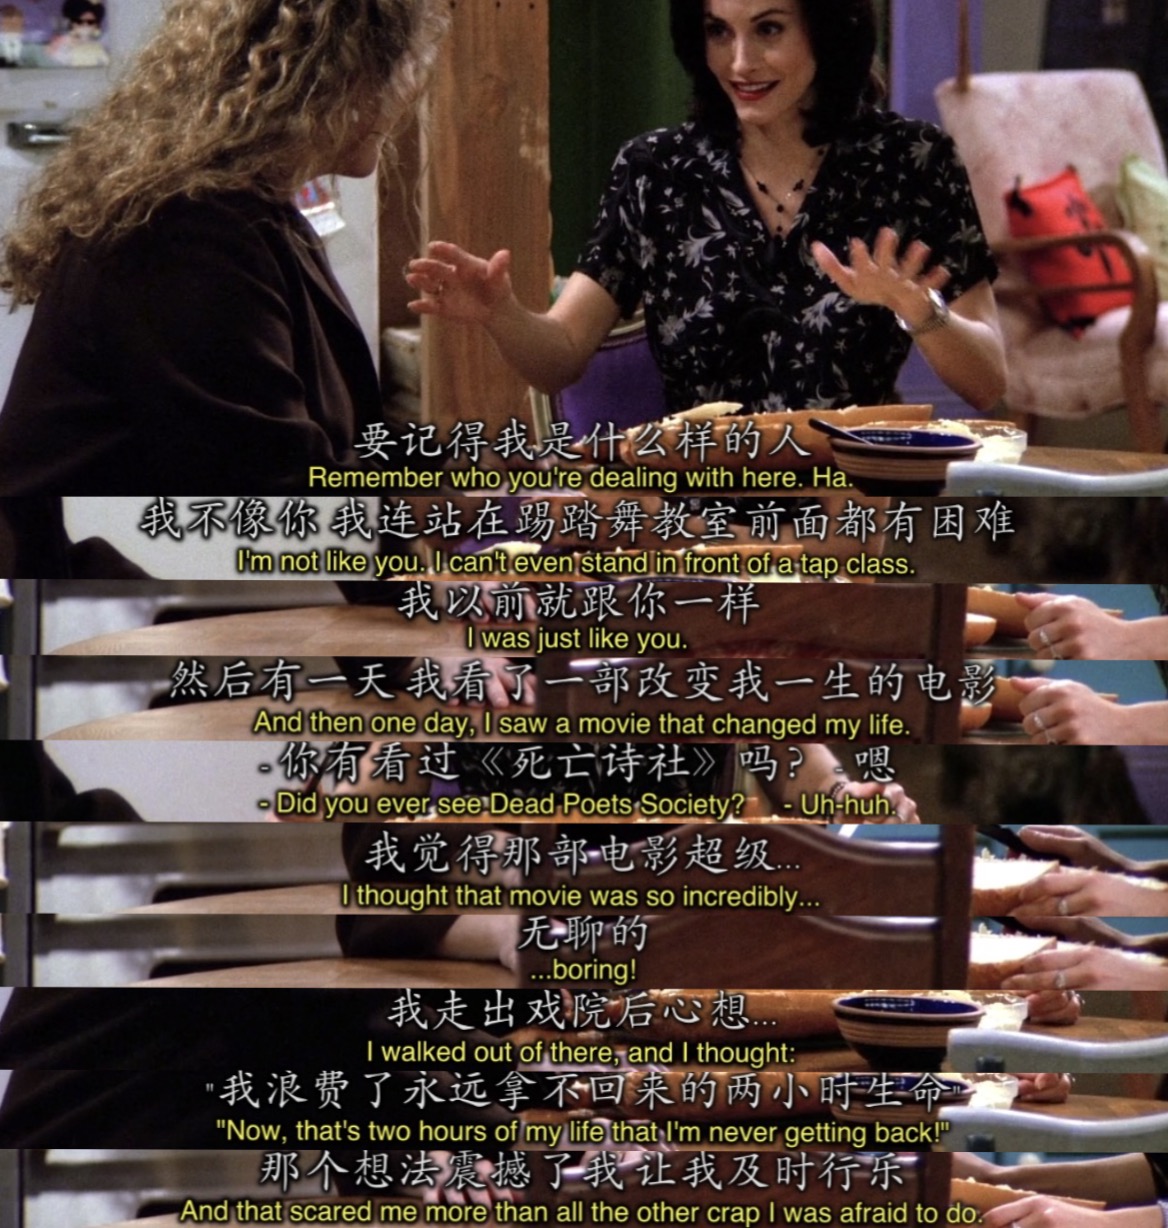 要记得我是什么样的人
Remember who you're dealing with here. Ha.
我不像你 我连站在踢踏舞教室前面都有困难
I'm not like you. I can't even stand in front of a tap class.
我以前就跟你一样
I was just like you.
然后有一天 我看了一部改变我一生的电影
And then one day, I saw a movie that changed my life.
- 你有看过《死亡诗社》吗? - 嗯
- Did you ever see Dead Poets Society? - Uh-huh.
我觉得那部电影超级...
I thought that movie was so incredibly...
无聊的
...boring!
我走出戏院后心想...
I walked out of there, and I thought:
"我浪费了永远拿不回来的两小时生命"
"Now, that's two hours of my life that I'm never getting back!"
那个想法震撼了我 让我及时行乐
And that scared me more than all the other crap I was afraid to do.